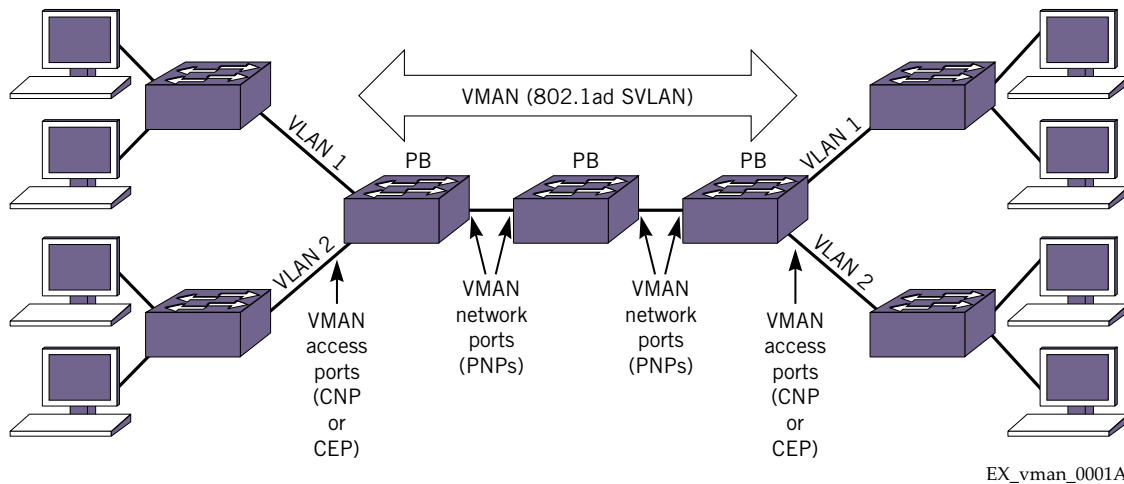 VMAN (802.1ad SVLAN)
VLAN 1
VLAN 1
PB
PB
PB
VLAN 2
VLAN 2
VMAN
access
ports
(CNP
or
CEP)
VMAN
network
ports
(PNPs)
VMAN
network
ports
(PNPs)
VMAN
access
ports
(CNP
or
CEP)
EX_vman_0001A